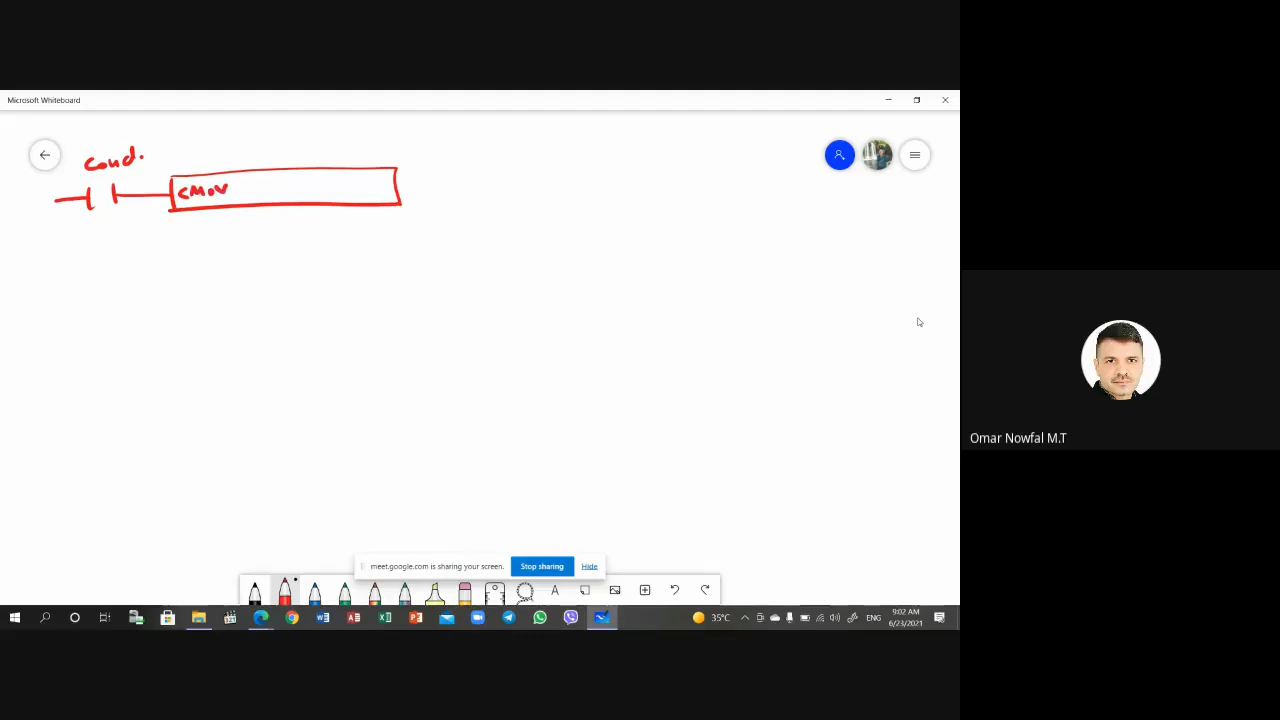 Microsoft Whiteboard
Cond.
CMOV
Omar Nowfal M.T
meet.google.com is sharing your screen.
Stop sharing
Hide
A
35°C
ENG
9:02 AM
6/23/2021